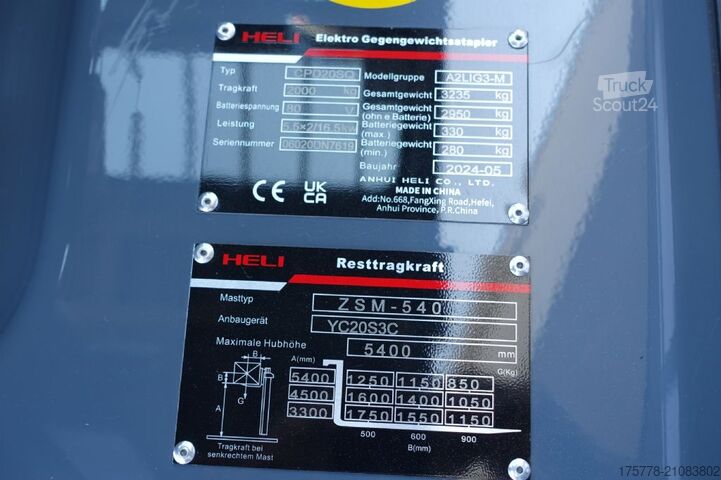 HELI Elektro Gegengewichtsstapler
Typ CPD20SQ Modellgruppe A2LIG3-M
Tragkraft 2000 kg Gesamtgewicht 3235 kg
Batteriespannung 80 V Gesamtgewicht (ohn e Batterie) 2950 kg
Leistung 5.5×2/16.5kw Batteriegewicht (max.) 330 kg
Seriennummer 06020DN7619 Batteriegewicht (min.) 280 kg
Baujahr 2024-05
ANHUI HELI CO., LTD.
CE UKCA MADE IN CHINA
Add:No.668,FangXing Road,Hefei,
Anhui Province, P.R.China
Truck
Scout24
HELI Resttragkraft
Masttyp ZSM-540
Anbaugerät YC20S3C
Maximale Hubhöhe 5400 mm
A(mm) G(Kg)
5400 1250 1150 850
4500 1600 1400 1050
3300 1750 1550 1150
500 600 900
B(mm)
B
B
G
A
Tragkraft bei
senkrechtem Mast
175778-21083802